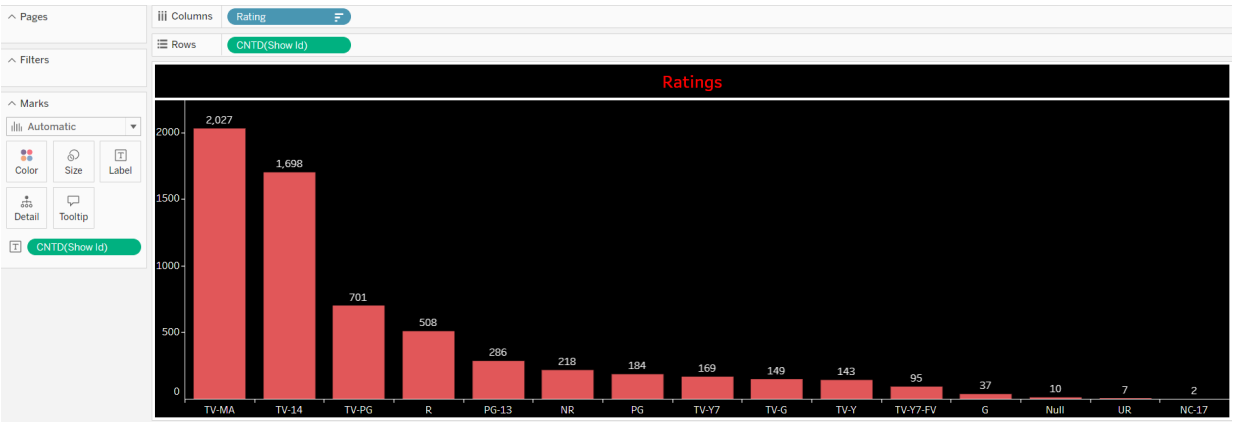 Pages
Columns
Rating
Rows
CNTD(Show Id)
Filters
Marks
Automatic
Color
Size
Label
Detail
Tooltip
CNTD(Show Id)
Ratings
2000
1500
1000
500
0
2,027
1,698
701
508
286
218
184
169
149
143
95
37
10
7
2
TV-MA
TV-14
TV-PG
R
PG-13
NR
PG
TV-Y7
TV-G
TV-Y
TV-Y7-FV
G
Null
UR
NC-17